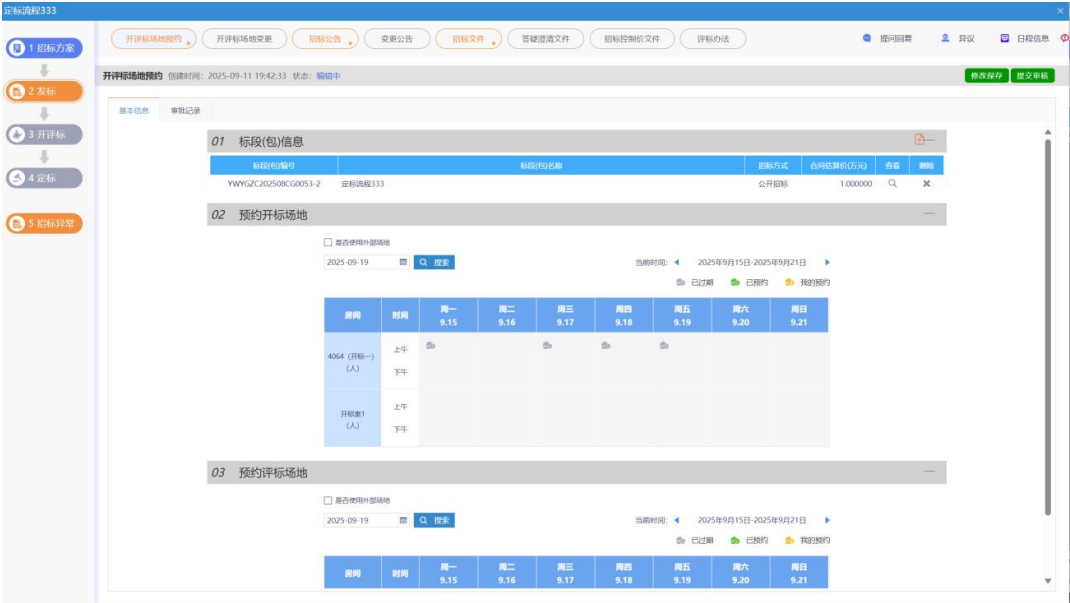 定标流程333
开评标场地预约 开评标场地变更 招标公告 变更公告 招标文件 答疑澄清文件 招标控制价文件 评标办法 提问回复 异议 日程信息
1 招标方案
2 发标
3 开评标
4 定标
5 招标异常
开评标场地预约 创建时间: 2025-09-11 19:42:33 状态: 编辑中 修改保存 提交审核
基本信息 审批记录
01 标段(包)信息
标段(包)编号 标段(包)名称 招标方式 合同估算价(万元) 查看 删除
YWYGZC202508CG0053-2 定标流程333 公开招标 1.000000
02 预约开标场地
是否使用外部场地
2025-09-19 搜索 当前时间: 2025年9月15日-2025年9月21日
已过期 已预约 我的预约
房间 时间 周一 周二 周三 周四 周五 周六 周日
9.15 9.16 9.17 9.18 9.19 9.20 9.21
4064 (开标一) 上午
(人) 下午
开标室1 上午
(人) 下午
03 预约评标场地
是否使用外部场地
2025-09-19 搜索 当前时间: 2025年9月15日-2025年9月21日
已过期 已预约 我的预约
房间 时间 周一 周二 周三 周四 周五 周六 周日
9.15 9.16 9.17 9.18 9.19 9.20 9.21